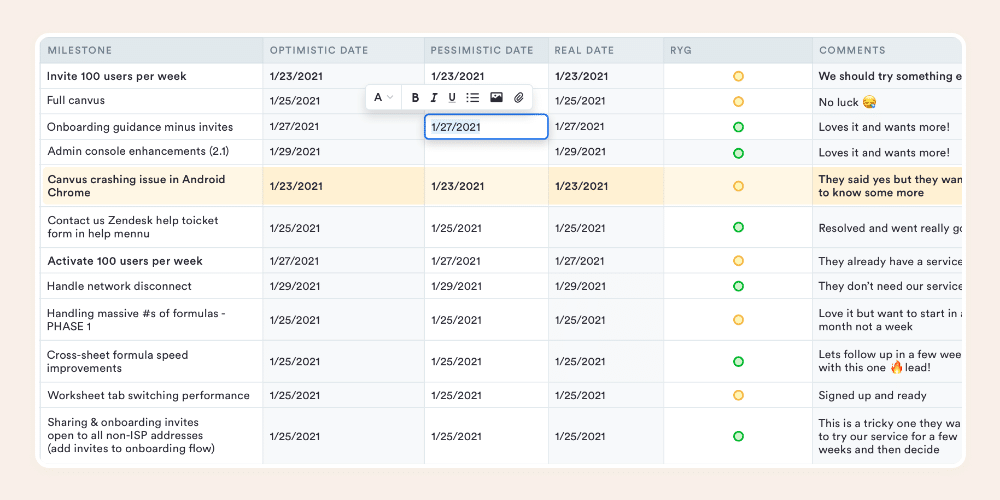 MILESTONE OPTIMISTIC DATE PESSIMISTIC DATE REAL DATE RYG COMMENTS
Invite 100 users per week 1/23/2021 1/23/2021 1/23/2021 We should try something
Full canvus 1/25/2021 1/25/2021 No luck 😪
A B I U
Onboarding guidance minus invites 1/27/2021 1/27/2021 1/27/2021 Loves it and wants more!
Admin console enhancements (2.1) 1/29/2021 1/29/2021 Loves it and wants more!
Canvus crashing issue in Android
Chrome
1/23/2021 1/23/2021 1/23/2021
They said yes but they wan
to know some more
Contact us Zendesk help toicket
form in help mennu
1/25/2021 1/25/2021 1/25/2021 Resolved and went really
Activate 100 users per week 1/27/2021 1/27/2021 1/27/2021 They already have a service
Handle network disconnect 1/29/2021 1/29/2021 1/29/2021 They don’t need our service
Handling massive #s of formulas -
PHASE 1
1/25/2021 1/25/2021 1/25/2021
Love it but want to start in
month not a week
Cross-sheet formula speed
improvements
1/25/2021 1/25/2021 1/25/2021
Lets follow up in a few wee
with this one 🔥 lead!
Worksheet tab switching performance 1/25/2021 1/25/2021 1/25/2021 Signed up and ready
Sharing & onboarding invites
open to all non-ISP addresses
(add invites to onboarding flow)
1/25/2021 1/25/2021 1/25/2021
This is a tricky one they wa
to try our service for a few
weeks and then decide